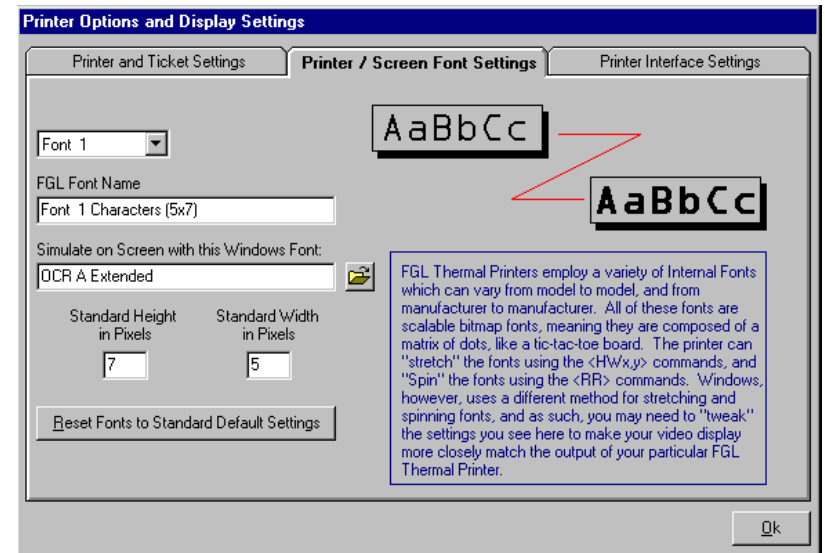 Printer Options and Display Settings
Printer and Ticket Settings
Printer / Screen Font Settings
Printer Interface Settings
AaBbCc
Font 1
FGL Font Name
AaBbCc
Font 1 Characters (5x7)
Simulate on Screen with this Windows Font:
OCR A Extended
Standard Height
in Pixels
Standard Width
in Pixels
7
5
Reset Fonts to Standard Default Settings
FGL Thermal Printers employ a variety of Internal Fonts
which can vary from model to model, and from
manufacturer to manufacturer. All of these fonts are
scalable bitmap fonts, meaning they are composed of a
matrix of dots, like a tic-tac-toe board. The printer can
"stretch" the fonts using the <HWx,y> commands, and
"Spin" the fonts using the <RR> commands. Windows,
however, uses a different method for stretching and
spinning fonts, and as such, you may need to "tweak"
the settings you see here to make your video display
more closely match the output of your particular FGL
Thermal Printer.
Ok